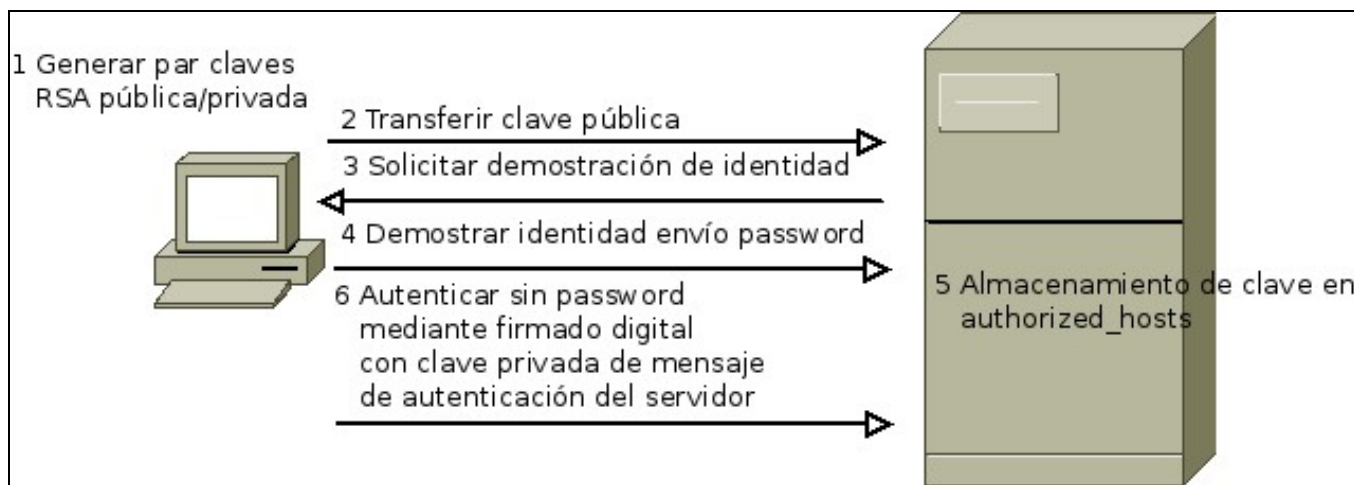 1 Generar par claves
RSA pública/privada
2 Transferir clave pública
3 Solicitar demostración de identidad
4 Demostrar identidad envío password
5 Almacenamiento de clave en
authorized_hosts
6 Autenticar sin password
mediante firmado digital
con clave privada de mensaje
de autenticación del servidor